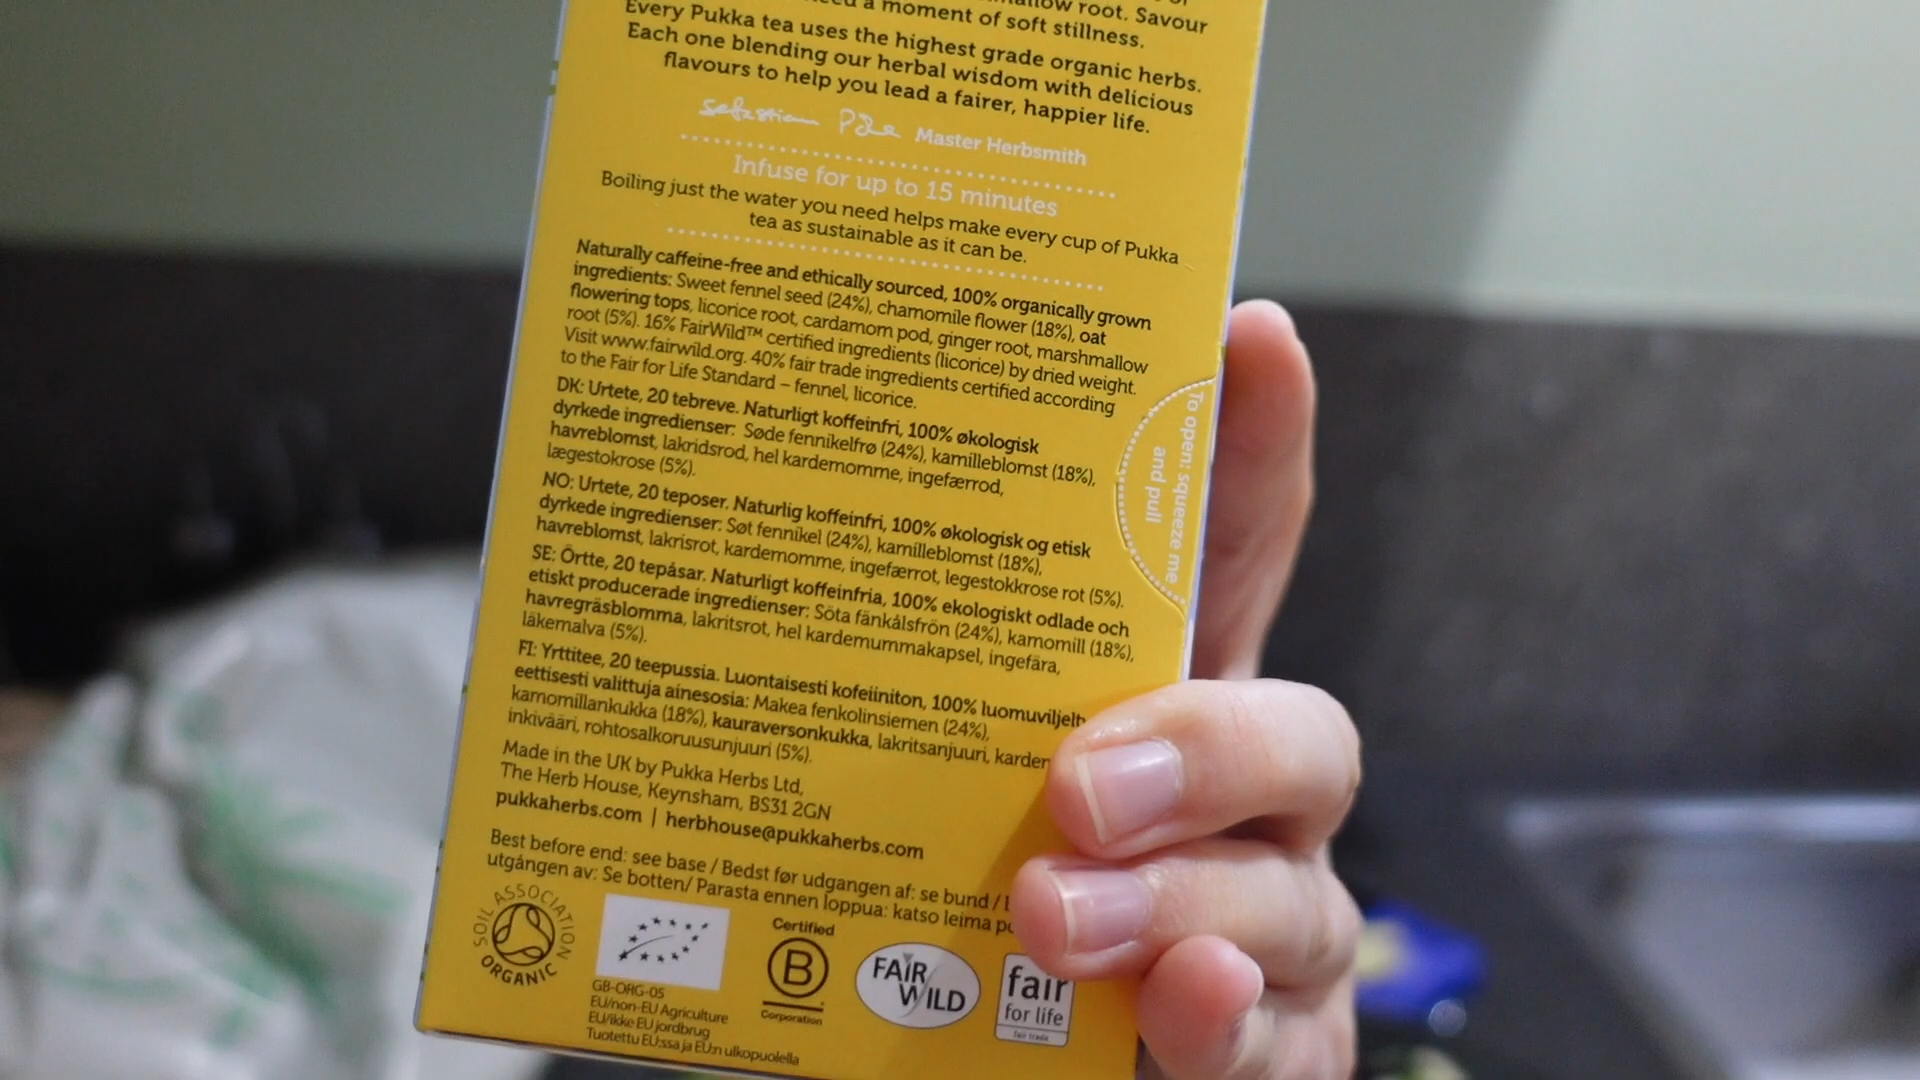 allow root. Savour
a moment of soft stillness.
Every Pukka tea uses the highest grade organic herbs.
Each one blending our herbal wisdom with delicious
flavours to help you lead a fairer, happier life.
Master Herbsmith
Infuse for up to 15 minutes
Boiling just the water you need helps make every cup of Pukka
tea as sustainable as it can be.
Naturally caffeine-free and ethically sourced, 100% organically grown
ingredients: Sweet fennel seed (24%), chamomile flower (18%), oat
flowering tops, licorice root, cardamom pod, ginger root, marshmallow
root (5%). 16% FairWild™ certified ingredients (licorice) by dried weight.
Visit www.fairwild.org. 40% fair trade ingredients certified according
to the Fair for Life Standard – fennel, licorice.
DK: Urtete, 20 tebreve. Naturligt koffeinfri, 100% økologisk
dyrkede ingredienser: Søde fennikelfrø (24%), kamilleblomst (18%),
havreblomst, lakridsrod, hel kardemomme, ingefærrod,
lægestokrose (5%).
NO: Urtete, 20 teposer. Naturlig koffeinfri, 100% økologisk og etisk
dyrkede ingredienser: Søt fennikel (24%), kamilleblomst (18%),
havreblomst, lakrisrot, kardemomme, ingefærrot, legestokkrose rot (5%).
SE: Örtte, 20 tepåsar. Naturligt koffeinfria, 100% ekologiskt odlade och
etiskt producerade ingredienser: Söta fänkålsfrön (24%), kamomill (18%),
havregräsblomma, lakritsrot, hel kardemummakapsel, ingefära,
läkemalva (5%).
FI: Yrttitee, 20 teepussia. Luontaisesti kofeiiniton, 100% luomuviljelt
eettisesti valittuja ainesosia: Makea fenkolinsiemen (24%),
kamomillankukka (18%), kauraversonkukka, lakritsanjuuri, karder
inkivääri, rohtosalkoruusunjuuri (5%).
Made in the UK by Pukka Herbs Ltd,
The Herb House, Keynsham, BS31 2GN
pukkaherbs.com | herbhouse@pukkaherbs.com
Best before end: see base / Bedst før udgangen af: se bund /
utgången av: Se botten/ Parasta ennen loppua: katso leima
To open: squeeze me
and pull
SOIL ASSOCIATION
ORGANIC
GB-ORG-05
EU/non-EU Agriculture
EU/ikke EU jordbrug
Tuotettu EU:ssa ja EU:n ulkopuolella
Certified
B
Corporation
FAIR
WILD
fair
for life
fair trade